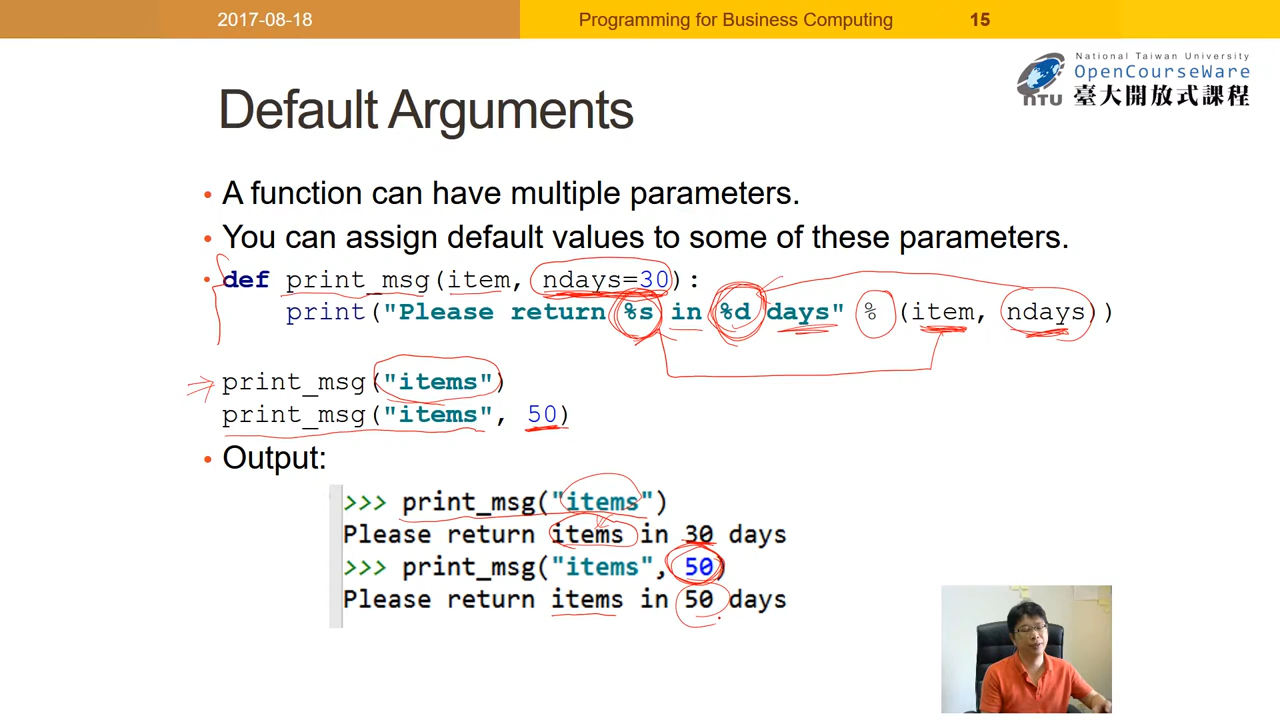 2017-08-18
Programming for Business Computing
15
National Taiwan University
OpenCourseWare
NTU
臺大開放式課程
Default Arguments
• A function can have multiple parameters.
• You can assign default values to some of these parameters.
• def print_msg(item, ndays=30):
print("Please return %s in %d days" % (item, ndays))
print_msg("items")
print_msg("items", 50)
• Output:
>>> print_msg("items")
Please return items in 30 days
>>> print_msg("items", 50)
Please return items in 50 days